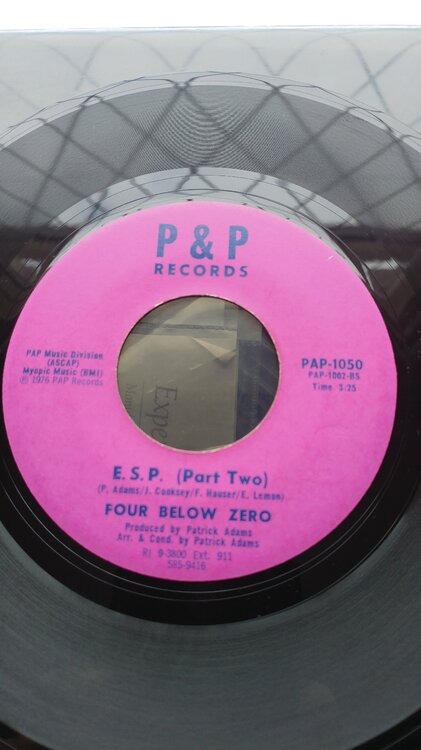 P & P
RECORDS
PAP Music Division
(ASCAP)
Myopic Music (BMI)
℗ 1976 PAP Records
PAP-1050
PAP-1002-BS
Time 3:25
Expe
E.S.P. (Part Two)
(P. Adams/J. Cooksey/F. Hauser/E. Lemon)
FOUR BELOW ZERO
Produced by Patrick Adams
Arr. & Cond. by Patrick Adams
RI 9-3800 Ext. 911
585-9416